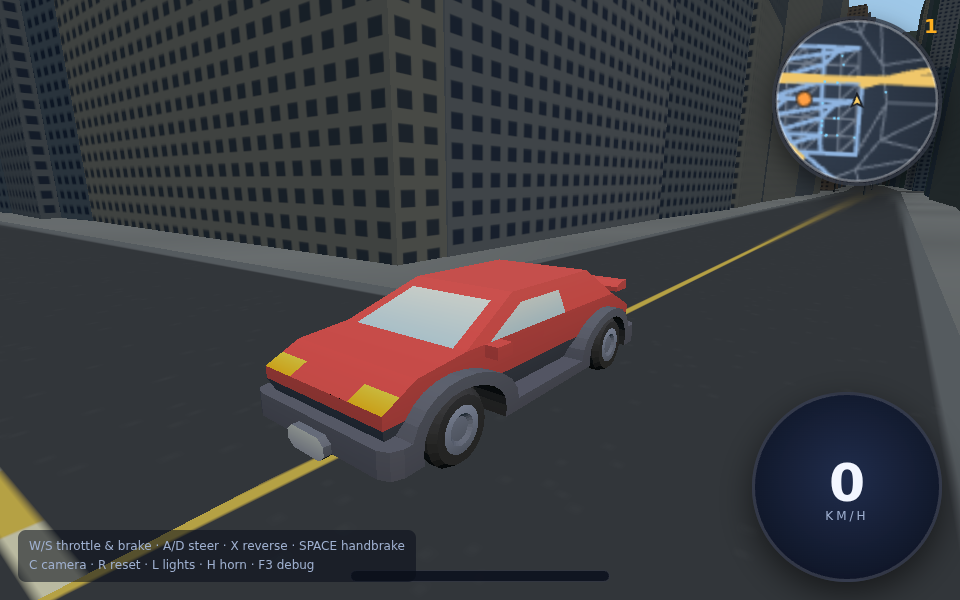 1
0
KM/H
W/S throttle & brake · A/D steer · X reverse · SPACE handbrake
C camera · R reset · L lights · H horn · F3 debug